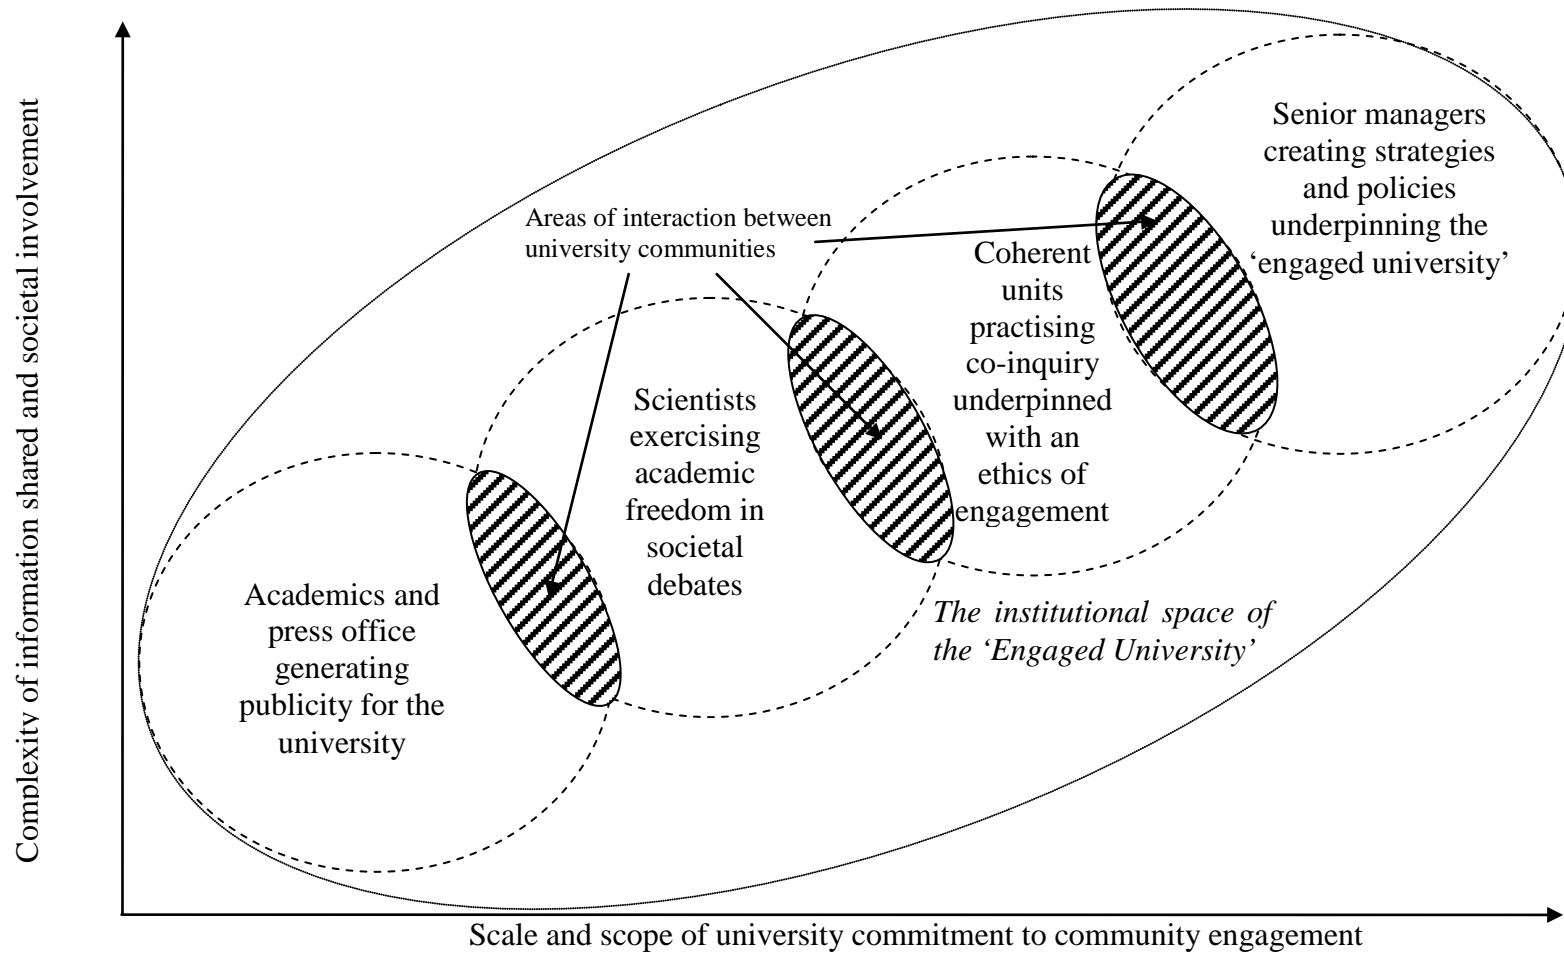 Complexity of information shared and societal involvement
Senior managers
creating strategies
and policies
underpinning the
‘engaged university’
Areas of interaction between
university communities
Coherent
units
practising
co-inquiry
underpinned
with an
ethics of
engagement
Scientists
exercising
academic
freedom in
societal
debates
Academics and
press office
generating
publicity for the
university
The institutional space of
the ‘Engaged University’
Scale and scope of university commitment to community engagement